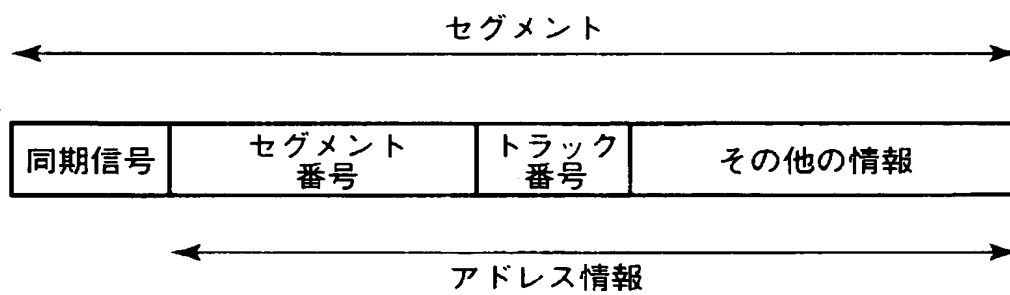 セグメント
同期信号
セグメント
番号
トラック
番号
その他の情報
アドレス情報